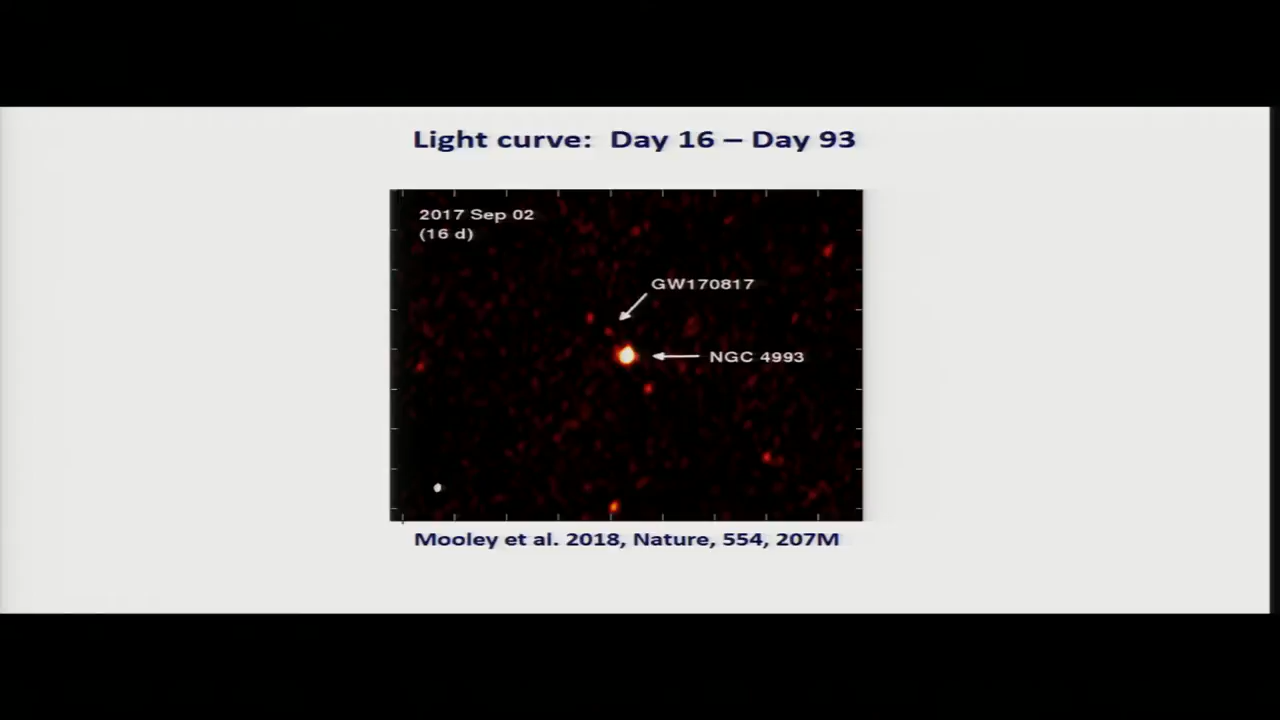 Light curve: Day 16 – Day 93
2017 Sep 02
(16 d)
GW170817
NGC 4993
Mooley et al. 2018, Nature, 554, 207M